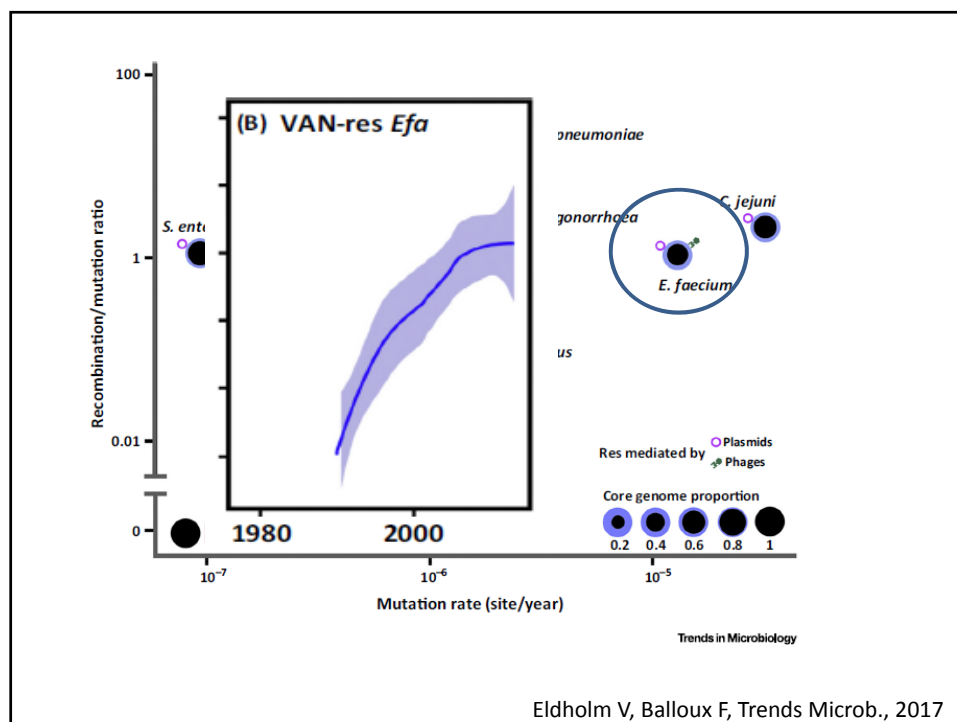 100
(B) VAN-res Efa
pneumoniae
C. jejuni
gonorrhoea
S. ente
1
E. faecium
us
Recombination/mutation ratio
0.01
Res mediated by
Plasmids
Phages
Core genome proportion
0
1980 2000
0.2 0.4 0.6 0.8 1
10⁻⁷ 10⁻⁶ 10⁻⁵
Mutation rate (site/year)
Trends in Microbiology
Eldholm V, Balloux F, Trends Microb., 2017